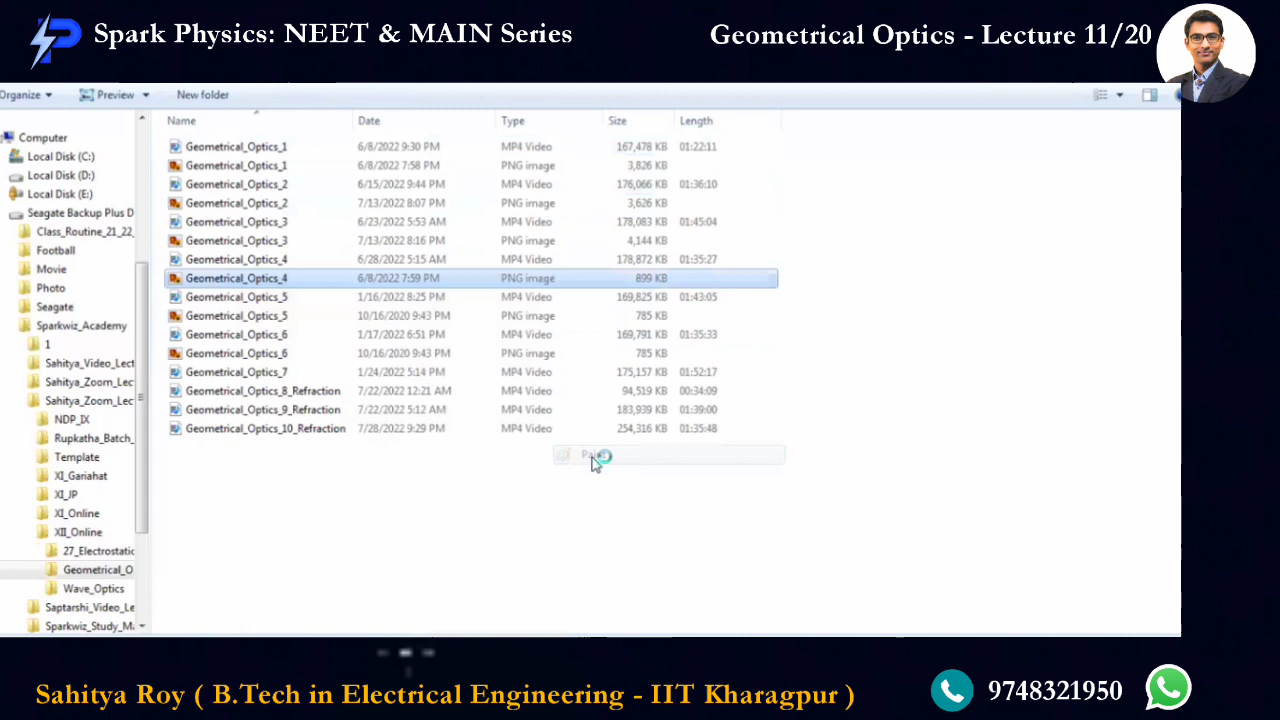 Spark Physics: NEET & MAIN Series
Geometrical Optics - Lecture 11/20
Organize Preview New folder
Name Date Type Size Length
Geometrical_Optics_1 6/8/2022 9:30 PM MP4 Video 167,478 KB 01:22:11
Geometrical_Optics_1 6/8/2022 7:58 PM PNG image 3,826 KB
Geometrical_Optics_2 6/15/2022 9:44 PM MP4 Video 176,066 KB 01:36:10
Geometrical_Optics_2 7/13/2022 8:07 PM PNG image 3,626 KB
Geometrical_Optics_3 6/23/2022 5:53 AM MP4 Video 178,083 KB 01:45:04
Geometrical_Optics_3 7/13/2022 8:16 PM PNG image 4,144 KB
Geometrical_Optics_4 6/28/2022 5:15 AM MP4 Video 178,872 KB 01:35:27
Geometrical_Optics_4 6/8/2022 7:59 PM PNG image 899 KB
Geometrical_Optics_5 1/16/2022 8:25 PM MP4 Video 169,825 KB 01:43:05
Geometrical_Optics_5 10/16/2020 9:43 PM PNG image 785 KB
Geometrical_Optics_6 1/17/2022 6:51 PM MP4 Video 169,791 KB 01:35:33
Geometrical_Optics_6 10/16/2020 9:43 PM PNG image 785 KB
Geometrical_Optics_7 1/24/2022 5:14 PM MP4 Video 175,157 KB 01:52:17
Geometrical_Optics_8_Refraction 7/22/2022 12:21 AM MP4 Video 94,519 KB 00:34:09
Geometrical_Optics_9_Refraction 7/22/2022 5:12 AM MP4 Video 183,939 KB 01:39:00
Geometrical_Optics_10_Refraction 7/28/2022 9:29 PM MP4 Video 254,316 KB 01:35:48
Computer
Local Disk (C:)
Local Disk (D:)
Local Disk (E:)
Seagate Backup Plus D
Class_Routine_21_22_
Football
Movie
Photo
Seagate
Sparkwiz_Academy
1
Sahitya_Video_Lect
Sahitya_Zoom_Lec
Sahitya_Zoom_Lec
NDP_IX
Rupkatha_Batch_
Template
XI_Gariahat
XI_JP
XI_Online
XII_Online
27_Electrostatic
Geometrical_O
Wave_Optics
Saptarshi_Video_Le
Sparkwiz_Study_Ma
Sahitya Roy ( B.Tech in Electrical Engineering - IIT Kharagpur )
9748321950